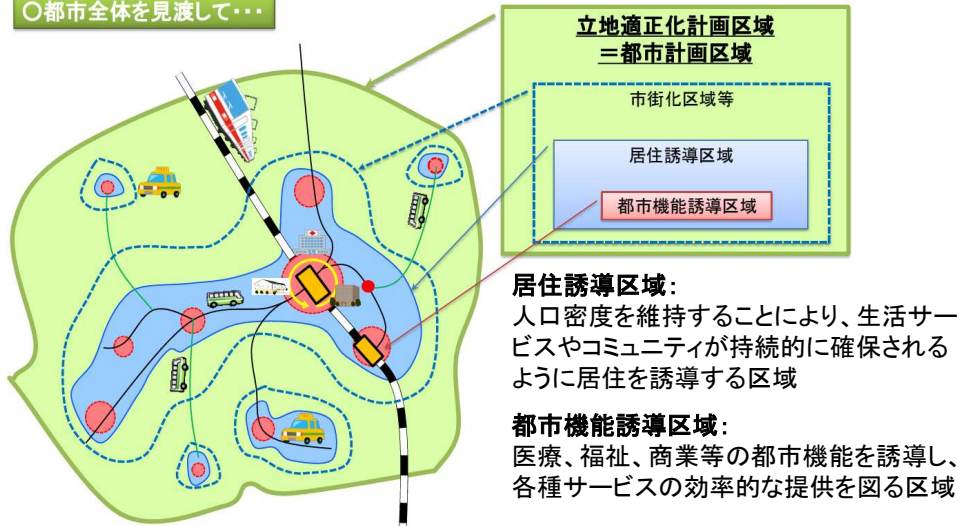 〇都市全体を見渡して・・・
立地適正化計画区域
＝都市計画区域
市街化区域等
居住誘導区域
都市機能誘導区域
居住誘導区域：
人口密度を維持することにより、生活サー
ビスやコミュニティが持続的に確保される
ように居住を誘導する区域
都市機能誘導区域：
医療、福祉、商業等の都市機能を誘導し、
各種サービスの効率的な提供を図る区域